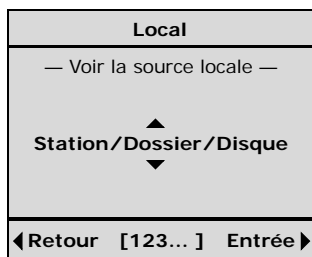 Local
— Voir la source locale —
Station/Dossier/Disque
Retour [123... ] Entrée